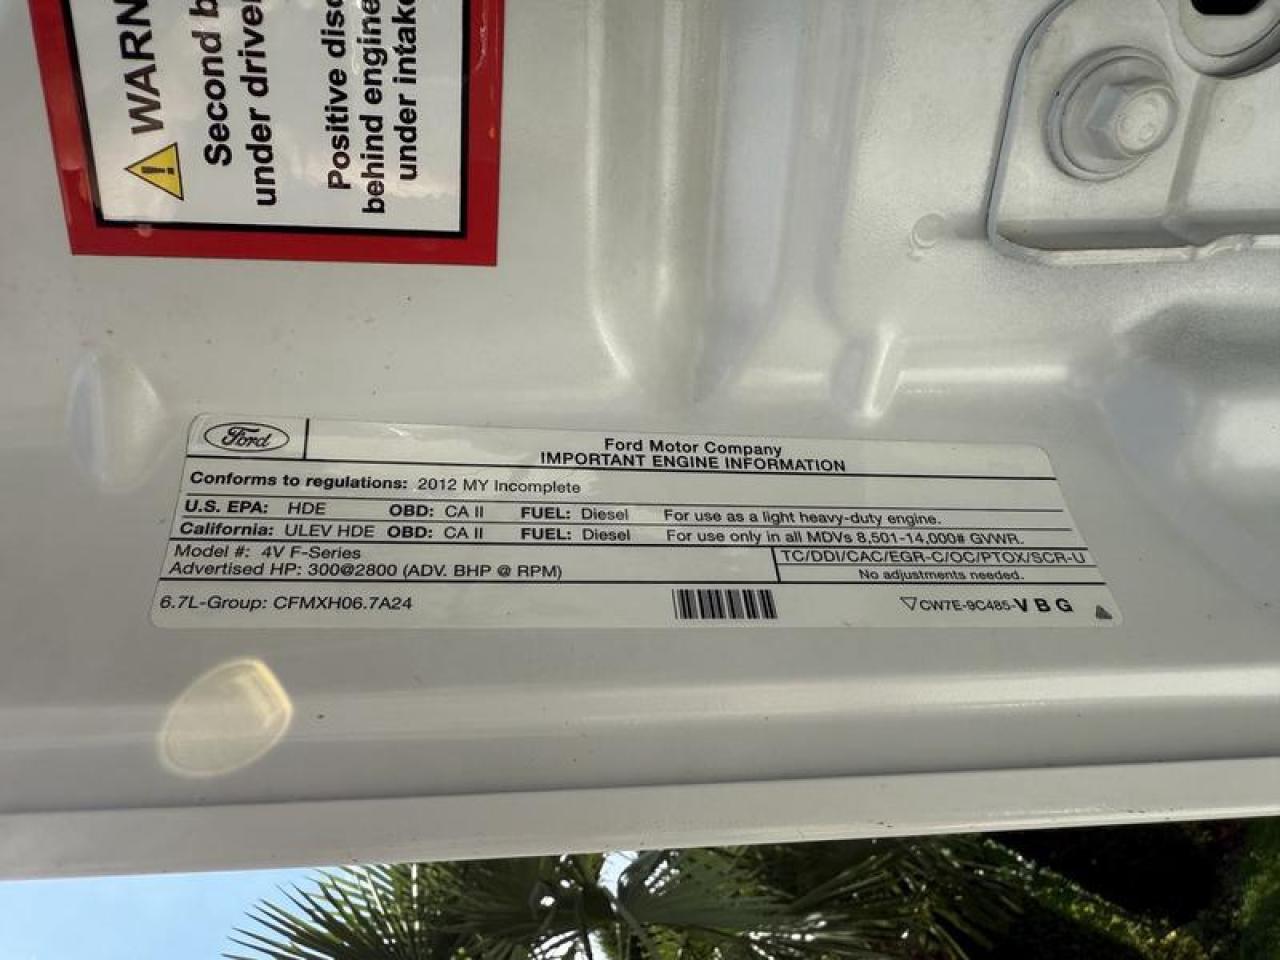 WARN
Second b
under driver
Positive disc
behind engine
under intake
Ford
Ford Motor Company
IMPORTANT ENGINE INFORMATION
Conforms to regulations: 2012 MY Incomplete
U.S. EPA: HDE OBD: CA II FUEL: Diesel For use as a light heavy-duty engine.
California: ULEV HDE OBD: CA II FUEL: Diesel For use only in all MDVs 8,501-14,000# GVWR.
Model #: 4V F-Series
Advertised HP: 300@2800 (ADV. BHP @ RPM)
TC/DDI/CAC/EGR-C/OC/PTOX/SCR-U
No adjustments needed.
6.7L-Group: CFMXH06.7A24
CW7E-9C485-VBG